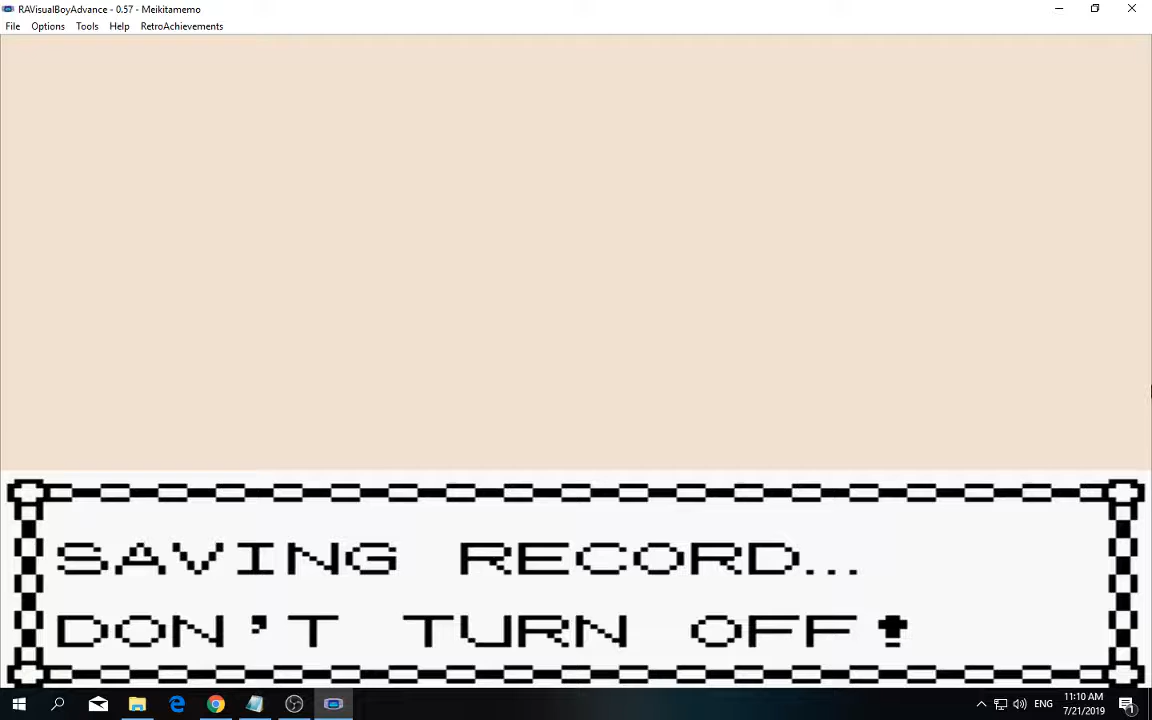 RAVisualBoyAdvance - 0.57 - Meikitamemo
File Options Tools Help RetroAchievements
SAVING RECORD...
DON'T TURN OFF!
ENG
11:10 AM
7/21/2019
1